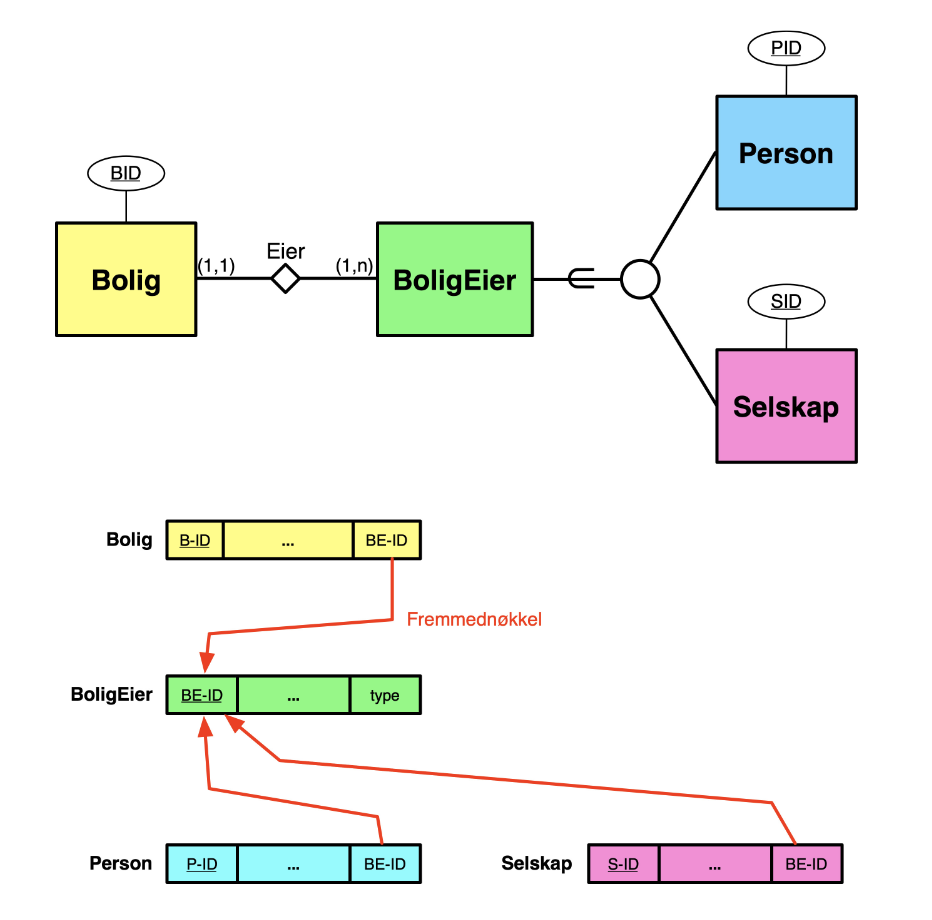 PID
Person
BID
Eier
Bolig
(1,1)
(1,n)
BoligEier
SID
Selskap
Bolig
B-ID
...
BE-ID
Fremmednøkkel
BoligEier
BE-ID
...
type
Person
P-ID
...
BE-ID
Selskap
S-ID
...
BE-ID